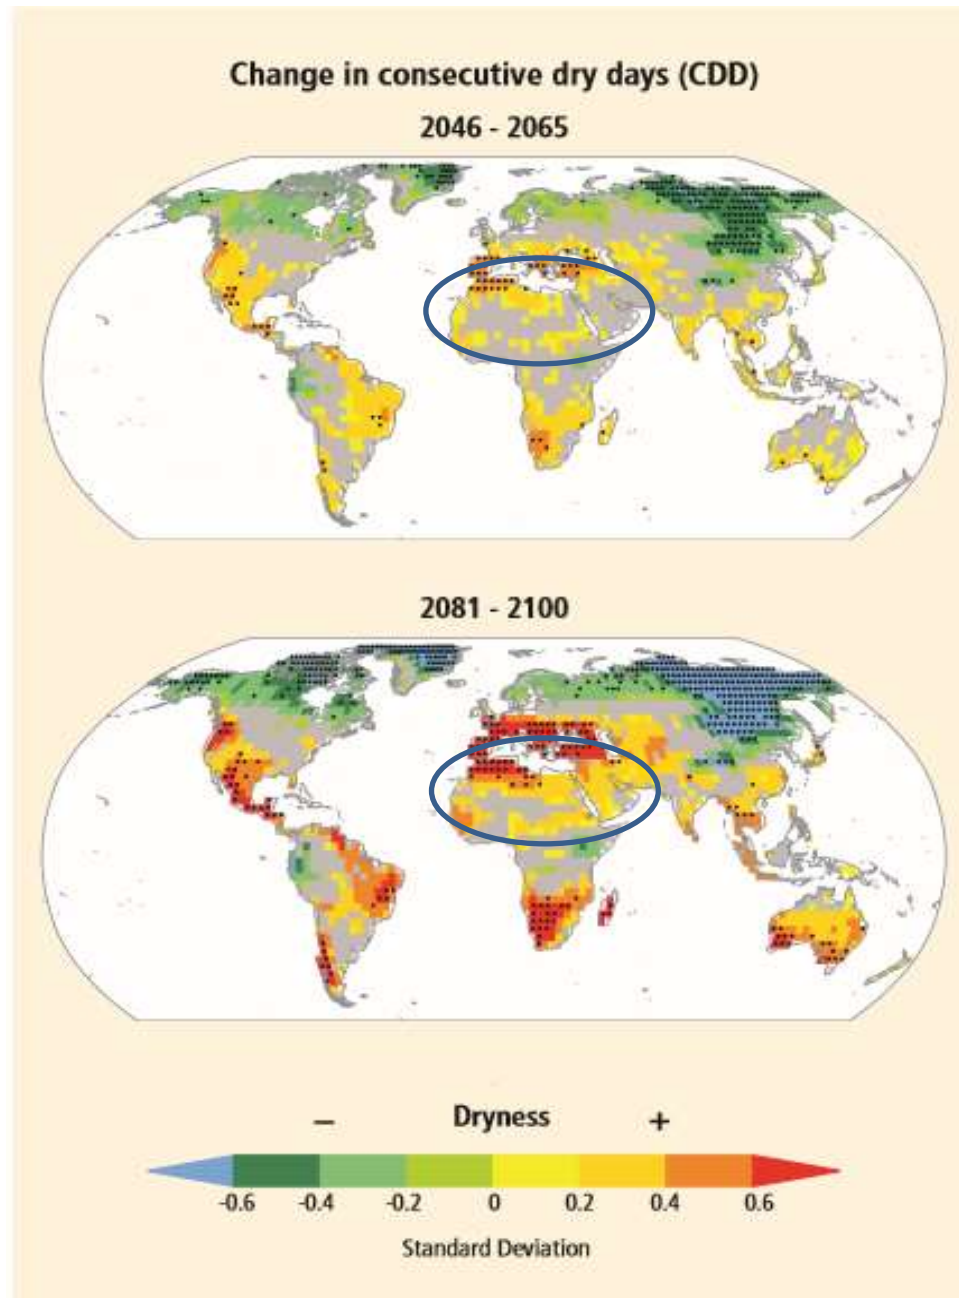 Change in consecutive dry days (CDD)
2046 - 2065
2081 - 2100
− Dryness +
-0.6 -0.4 -0.2 0 0.2 0.4 0.6
Standard Deviation